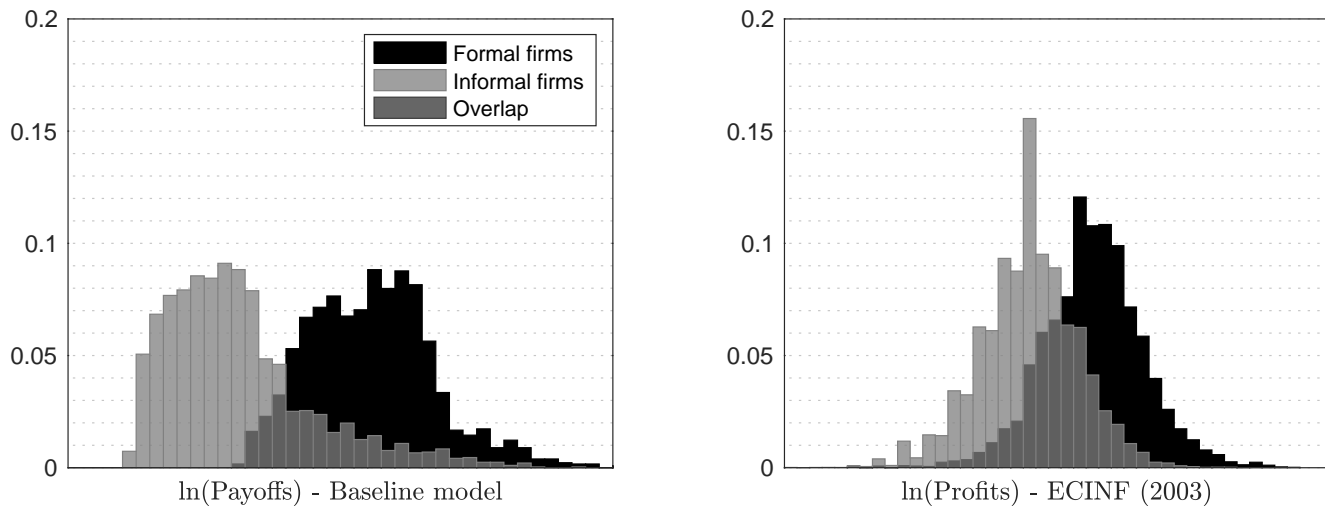 0.2
0.15
0.1
0.05
0
Formal firms
Informal firms
Overlap
ln(Payoffs) - Baseline model
0.2
0.15
0.1
0.05
0
ln(Profits) - ECINF (2003)